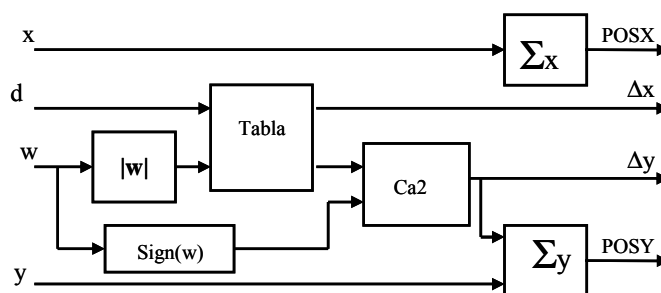 x
Σx
POSX
d
Tabla
Δx
w
|w|
Ca2
Δy
Sign(w)
Σy
POSY
y